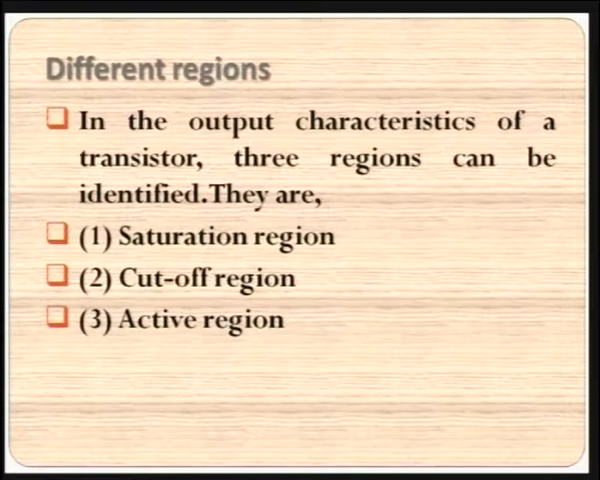 Different regions
In the output characteristics of a
transistor, three regions can be
identified.They are,
(1) Saturation region
(2) Cut-off region
(3) Active region